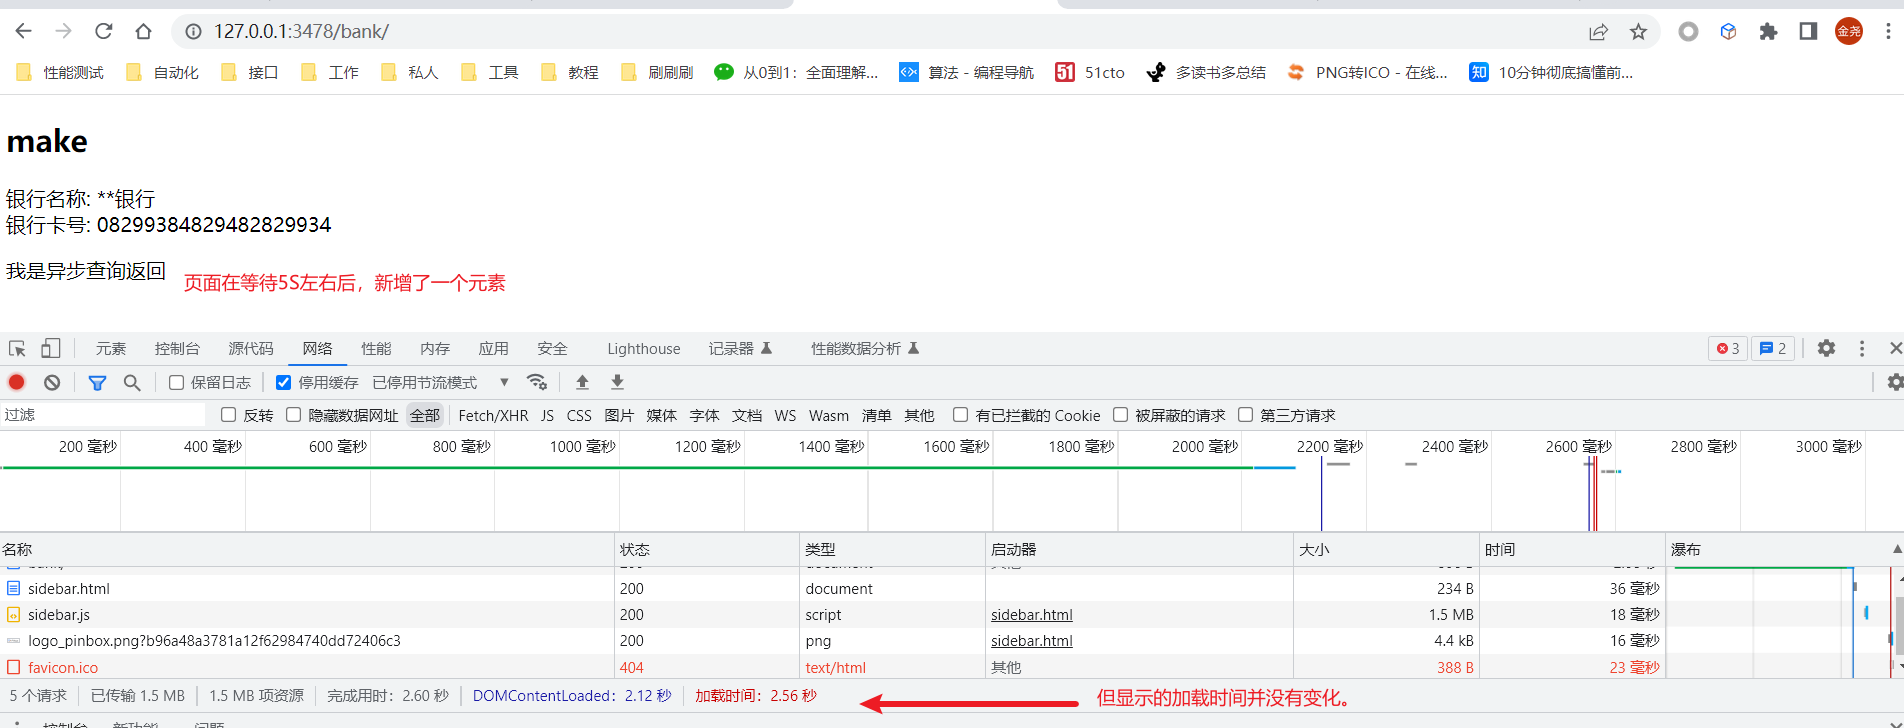 127.0.0.1:3478/bank/
金尧
性能测试 自动化 接口 工作 私人 工具 教程 刷刷刷 从0到1：全面理解... 算法 - 编程导航 51 51cto 多读书多总结 PNG转ICO - 在线... 知 10分钟彻底搞懂前...
make
银行名称: **银行
银行卡号: 08299384829482829934
我是异步查询返回
页面在等待5S左右后，新增了一个元素
元素 控制台 源代码 网络 性能 内存 应用 安全 Lighthouse 记录器 性能数据分析 3 2
保留日志 停用缓存 已停用节流模式
过滤 反转 隐藏数据网址 全部 Fetch/XHR JS CSS 图片 媒体 字体 文档 WS Wasm 清单 其他 有已拦截的 Cookie 被屏蔽的请求 第三方请求
200 毫秒 400 毫秒 600 毫秒 800 毫秒 1000 毫秒 1200 毫秒 1400 毫秒 1600 毫秒 1800 毫秒 2000 毫秒 2200 毫秒 2400 毫秒 2600 毫秒 2800 毫秒 3000 毫秒
名称 状态 类型 启动器 大小 时间 瀑布
sidebar.html 200 document 234 B 36 毫秒
sidebar.js 200 script sidebar.html 1.5 MB 18 毫秒
logo_pinbox.png?b96a48a3781a12f62984740dd72406c3 200 png sidebar.html 4.4 kB 16 毫秒
favicon.ico 404 text/html 其他 388 B 23 毫秒
5 个请求 已传输 1.5 MB 1.5 MB 项资源 完成用时：2.60 秒 DOMContentLoaded：2.12 秒 加载时间：2.56 秒
但显示的加载时间并没有变化。